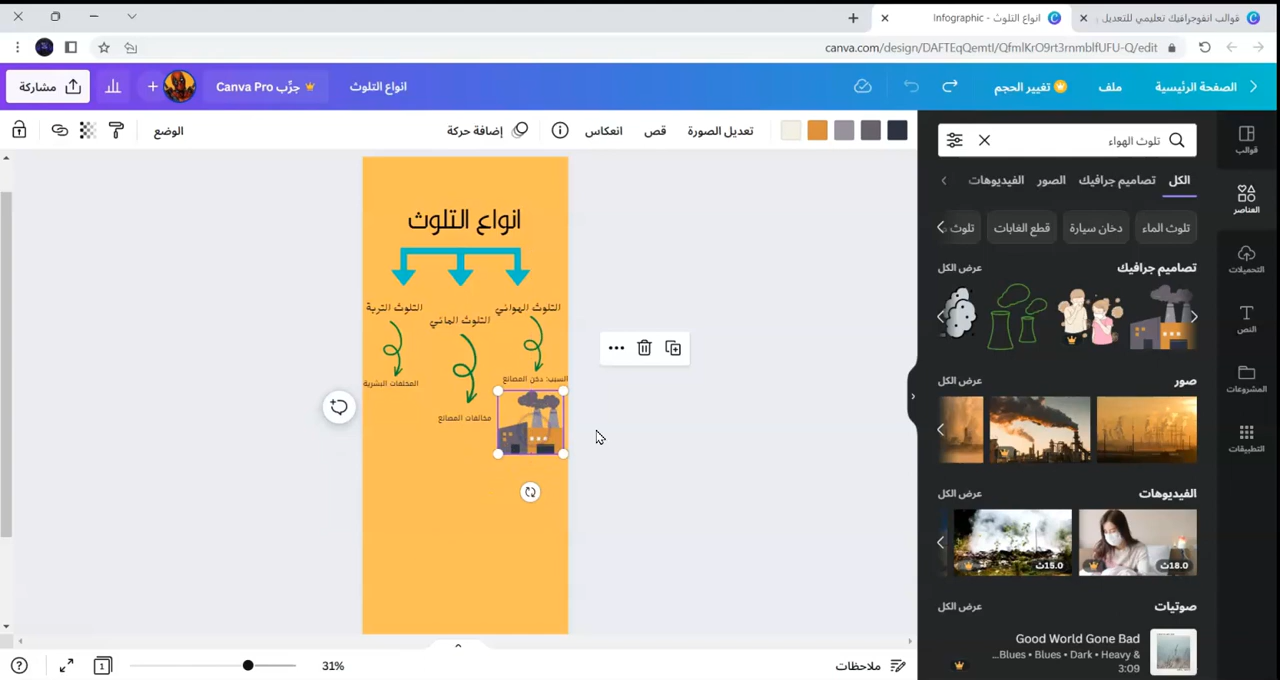 قوالب انفوجرافيك تعليمي للتعديل
انواع التلوث - Infographic
canva.com/design/DAFTEqQemtI/QfmlKrO9rt3rnmblfUFU-Q/edit
الصفحة الرئيسية
ملف
تغيير الحجم
انواع التلوث
جرِّب Canva Pro
مشاركة
تعديل الصورة
قص
انعكاس
إضافة حركة
الوضع
قوالب
العناصر
التحميلات
النص
المشروعات
التطبيقات
تلوث الهواء
الكل
تصاميم جرافيك
الصور
الفيديوهات
تلوث الماء
دخان سيارة
قطع الغابات
تلوث
تصاميم جرافيك
عرض الكل
صور
عرض الكل
الفيديوهات
عرض الكل
18.0ث
15.0ث
صوتيات
عرض الكل
Good World Gone Bad
Blues • Blues • Dark • Heavy &...
3:09
انواع التلوث
التلوث الهوائي
التلوث المائي
التلوث التربة
السبب: دخن المصانع
مخالفات المصانع
المخلفات البشرية
ملاحظات
31%
1